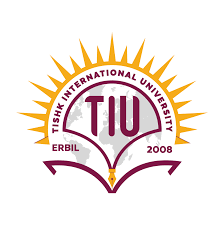 TISHK INTERNATIONAL UNIVERSITY
TIU
ERBIL 2008